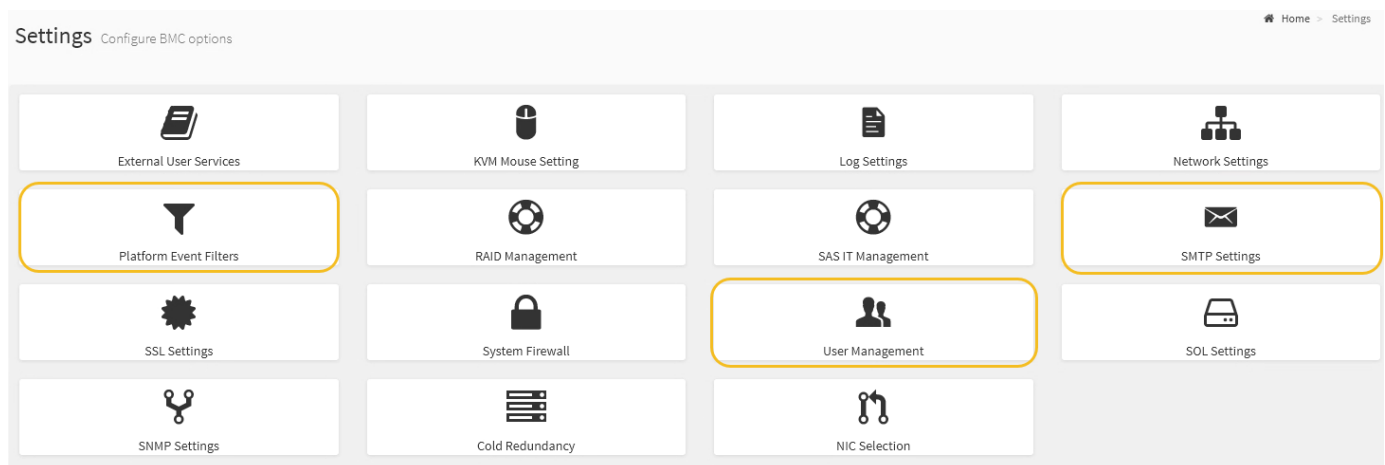 Settings Configure BMC options
Home > Settings
External User Services
KVM Mouse Setting
Log Settings
Network Settings
Platform Event Filters
RAID Management
SAS IT Management
SMTP Settings
SSL Settings
System Firewall
User Management
SOL Settings
SNMP Settings
Cold Redundancy
NIC Selection